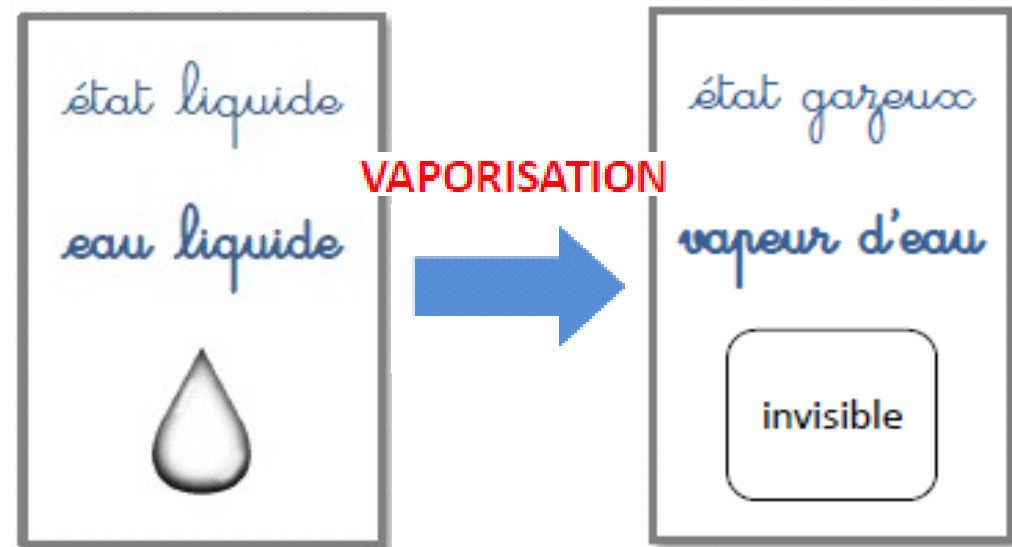 état liquide
eau liquide
VAPORISATION
état gazeux
vapeur d'eau
invisible